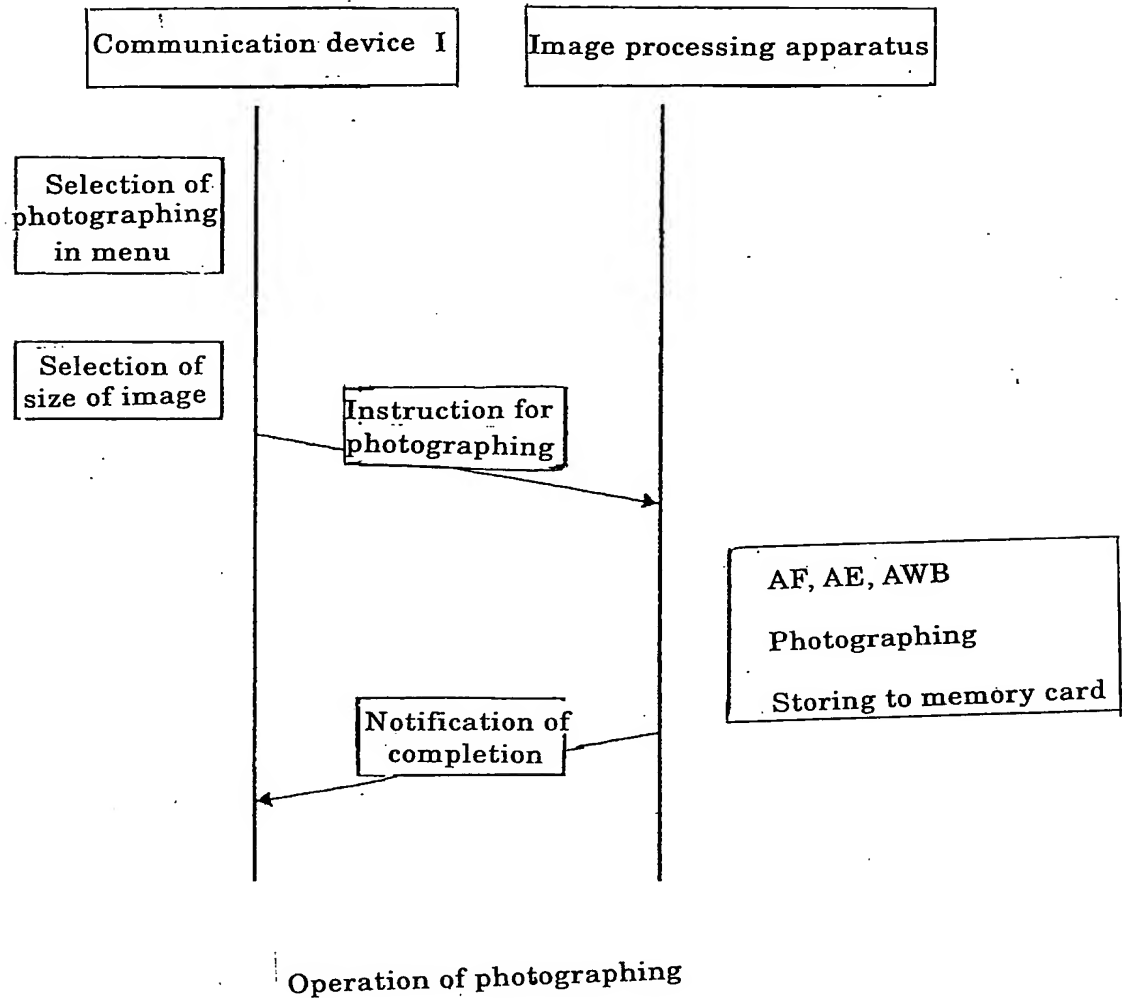 Communication device I
Image processing apparatus
Selection of
photographing
in menu
Selection of
size of image
Instruction for
photographing
AF, AE, AWB
Photographing
Storing to memory card
Notification of
completion
Operation of photographing